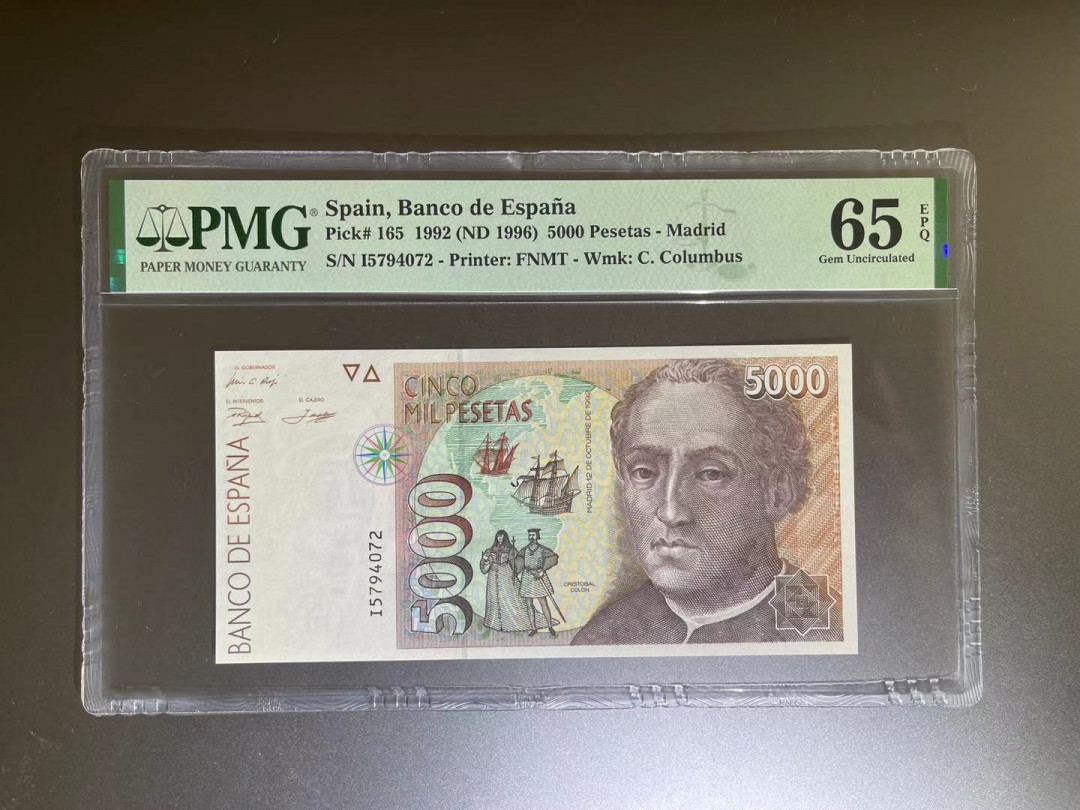 PMG®
PAPER MONEY GUARANTY
Spain, Banco de España
Pick# 165 1992 (ND 1996) 5000 Pesetas - Madrid
S/N I5794072 - Printer: FNMT - Wmk: C. Columbus
65
EPQ
Gem Uncirculated
EL GOBERNADOR
EL INTERVENTOR
EL CAJERO
BANCO DE ESPAÑA
I5794072
CINCO
MIL PESETAS
5000
MADRID 12 DE OCTUBRE DE 1992
5000
CRISTOBAL
COLON